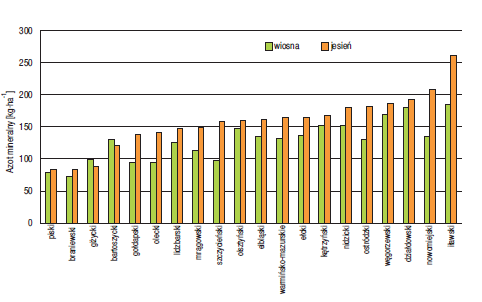 300
250
200
150
100
50
0
Azot mineralny [kg·ha⁻¹]
wiosna
jesień
piski
braniewski
giżycki
bartoszycki
gołdapski
olecki
lidzbarski
mrągowski
szczycieński
olsztyński
elbląski
warmińsko-mazurskie
ełcki
kętrzyński
nidzicki
ostródzki
węgorzewski
działdowski
nowomiejski
iławski